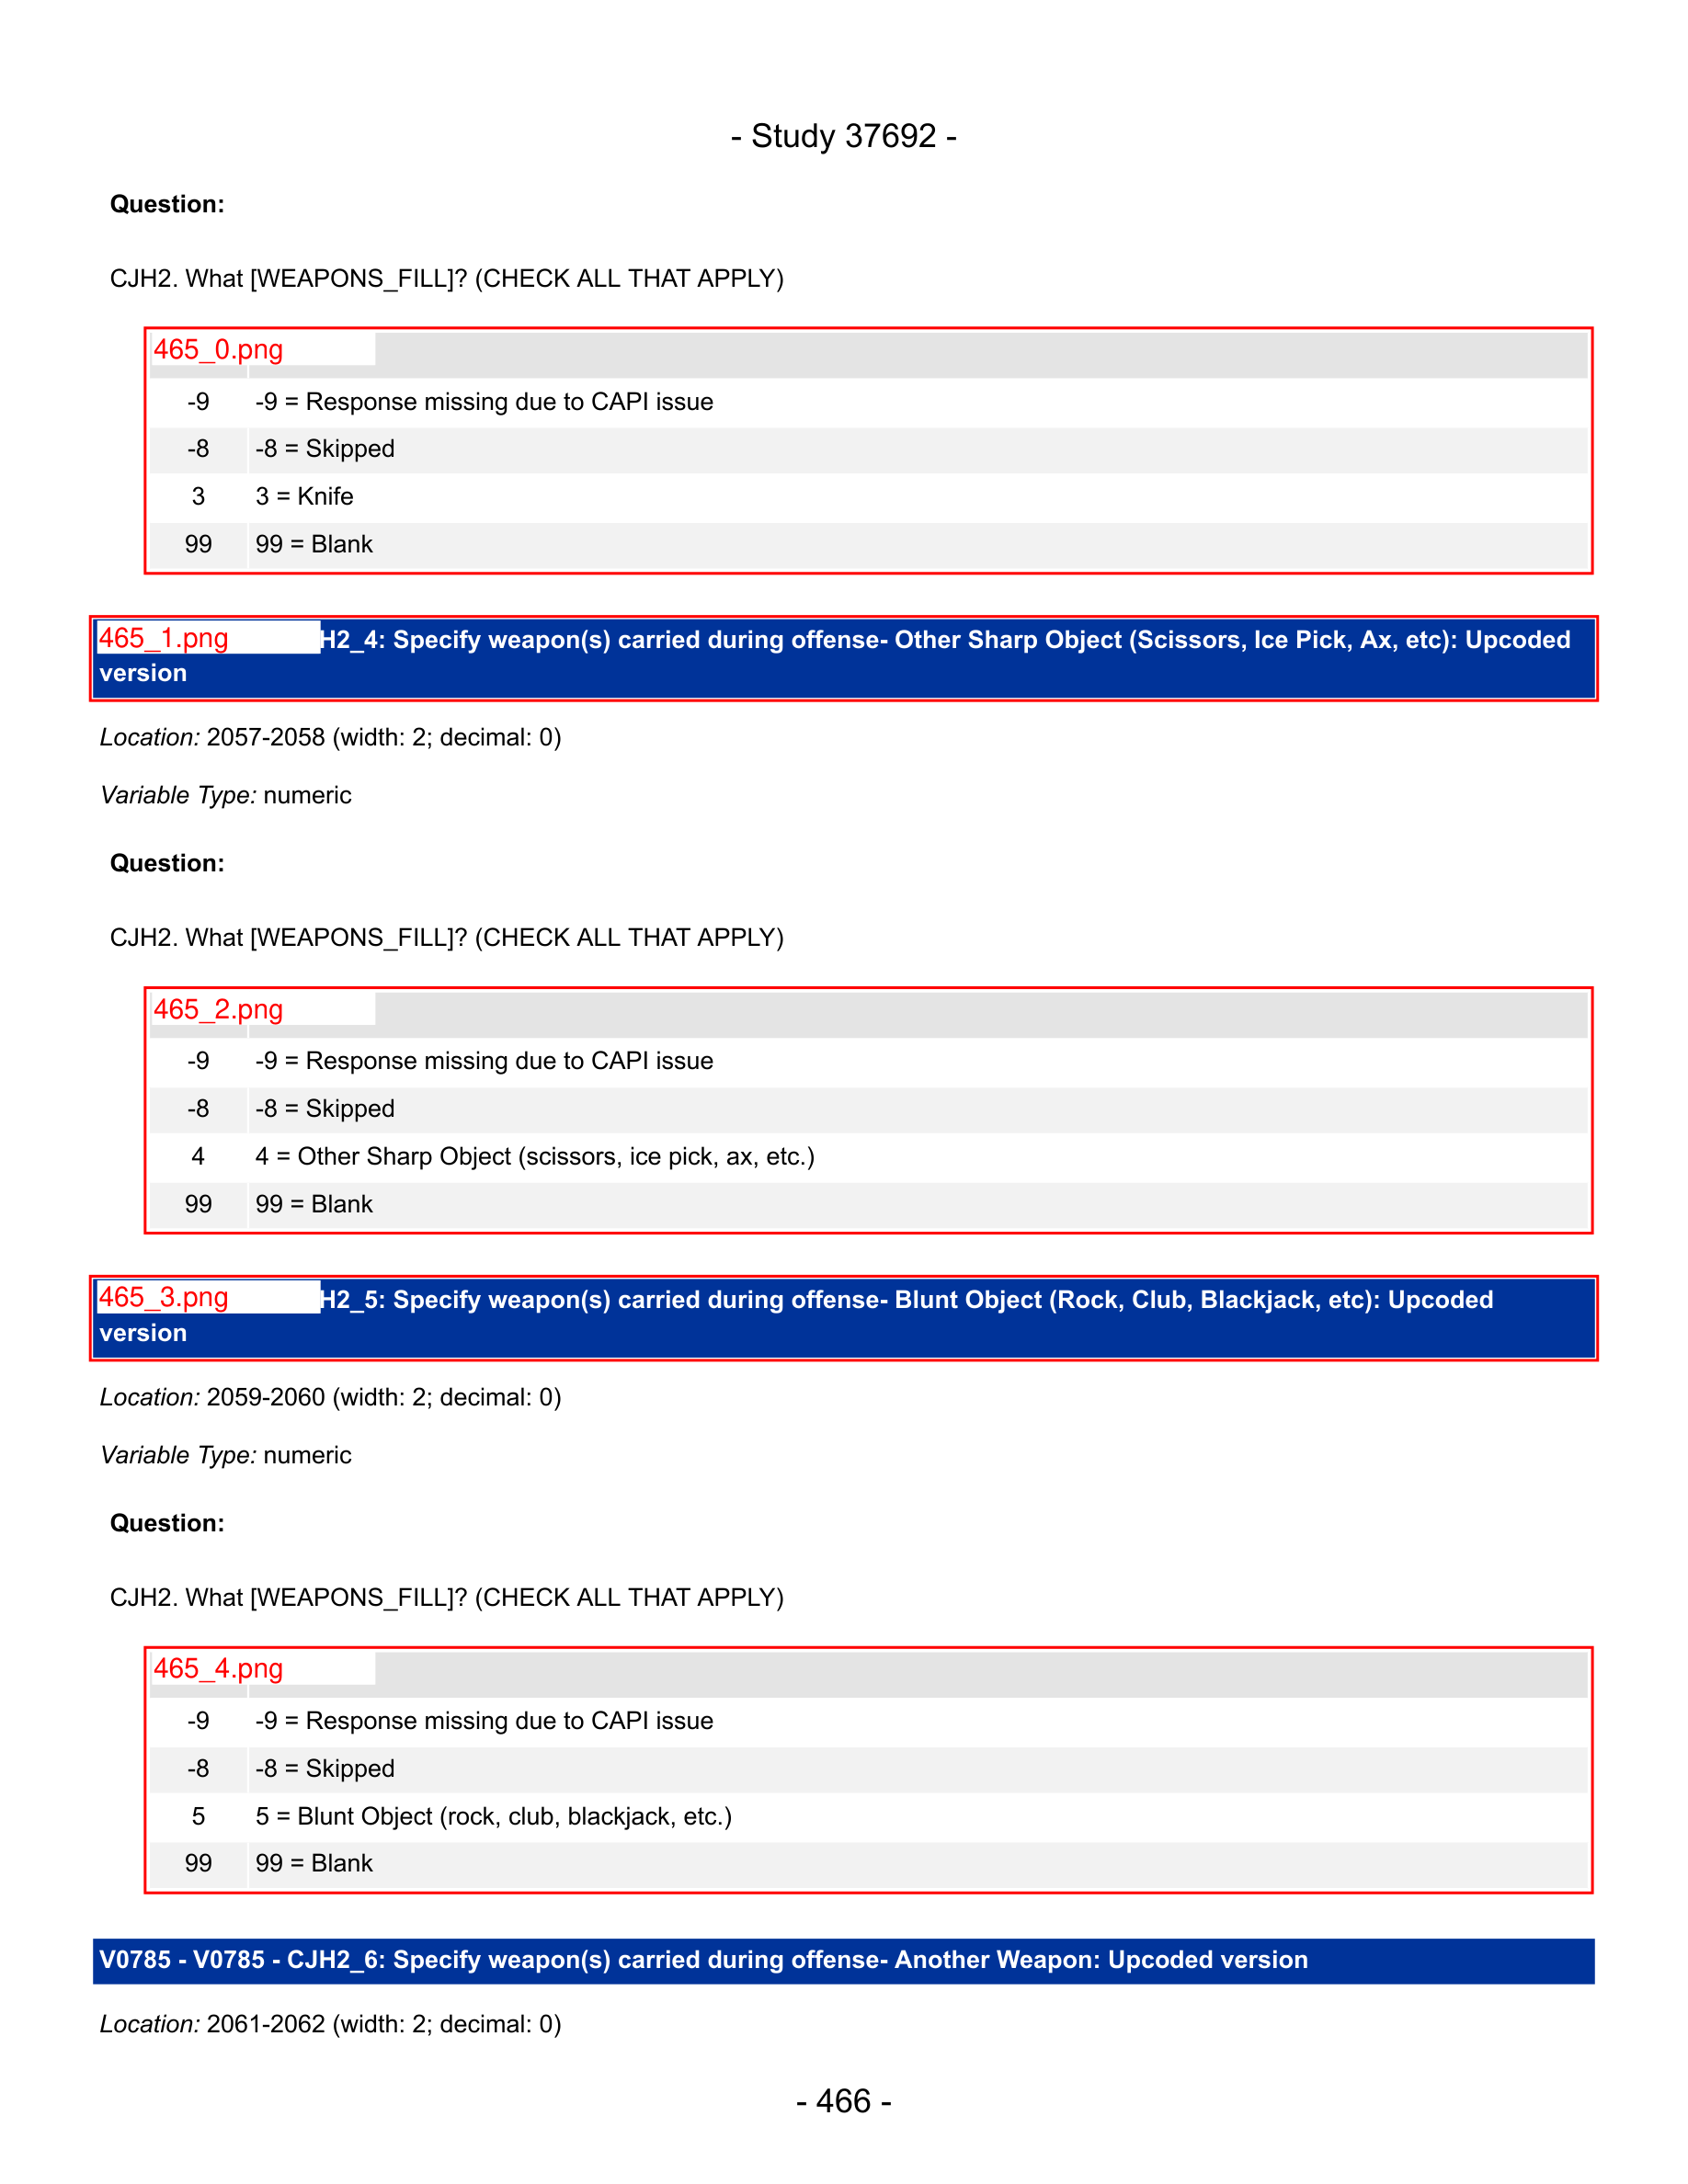 - Study 37692 -
Question:
CJH2. What [WEAPONS_FILL]? (CHECK ALL THAT APPLY)
465_0.png
-9 -9 = Response missing due to CAPI issue
-8 -8 = Skipped
3 3 = Knife
99 99 = Blank
465_1.png H2_4: Specify weapon(s) carried during offense- Other Sharp Object (Scissors, Ice Pick, Ax, etc): Upcoded
version
Location: 2057-2058 (width: 2; decimal: 0)
Variable Type: numeric
Question:
CJH2. What [WEAPONS_FILL]? (CHECK ALL THAT APPLY)
465_2.png
-9 -9 = Response missing due to CAPI issue
-8 -8 = Skipped
4 4 = Other Sharp Object (scissors, ice pick, ax, etc.)
99 99 = Blank
465_3.png H2_5: Specify weapon(s) carried during offense- Blunt Object (Rock, Club, Blackjack, etc): Upcoded
version
Location: 2059-2060 (width: 2; decimal: 0)
Variable Type: numeric
Question:
CJH2. What [WEAPONS_FILL]? (CHECK ALL THAT APPLY)
465_4.png
-9 -9 = Response missing due to CAPI issue
-8 -8 = Skipped
5 5 = Blunt Object (rock, club, blackjack, etc.)
99 99 = Blank
V0785 - V0785 - CJH2_6: Specify weapon(s) carried during offense- Another Weapon: Upcoded version
Location: 2061-2062 (width: 2; decimal: 0)
- 466 -